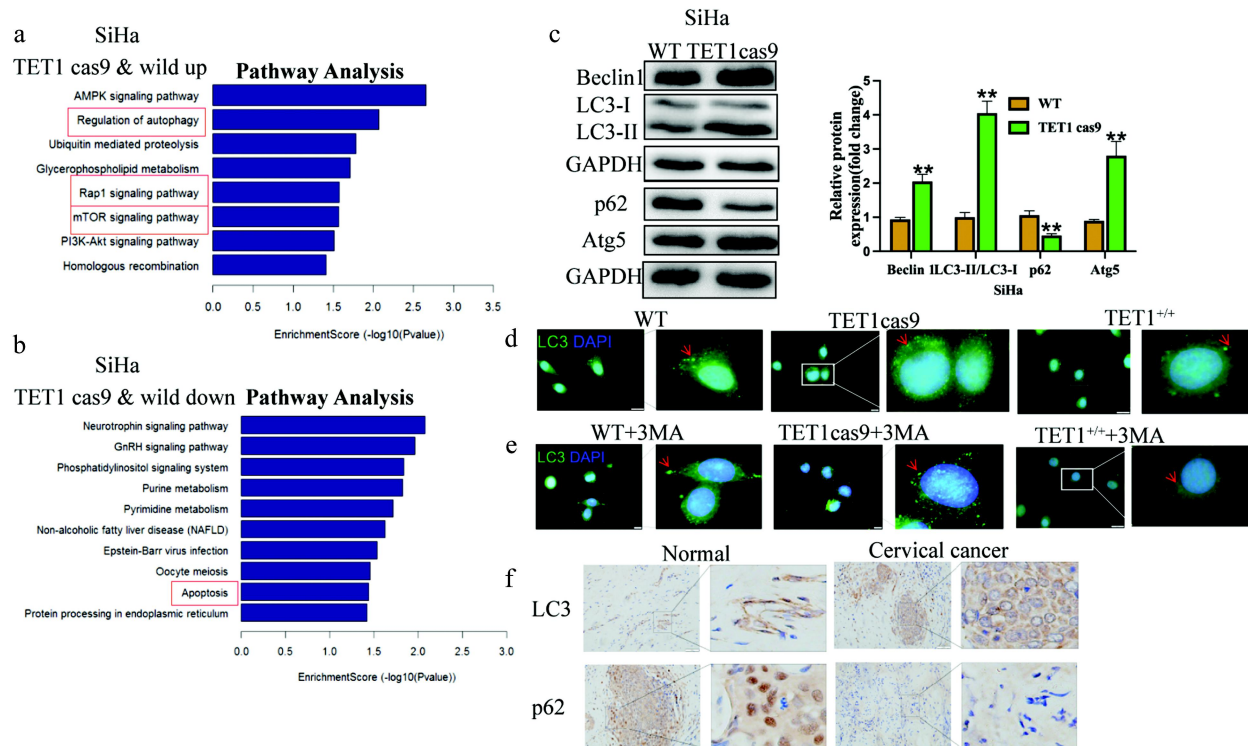 a
SiHa
TET1 cas9 & wild up
Pathway Analysis
AMPK signaling pathway
Regulation of autophagy
Ubiquitin mediated proteolysis
Glycerophospholipid metabolism
Rap1 signaling pathway
mTOR signaling pathway
PI3K-Akt signaling pathway
Homologous recombination
0.0 0.5 1.0 1.5 2.0 2.5 3.0 3.5
EnrichmentScore (-log10(Pvalue))
b
SiHa
TET1 cas9 & wild down
Pathway Analysis
Neurotrophin signaling pathway
GnRH signaling pathway
Phosphatidylinositol signaling system
Purine metabolism
Pyrimidine metabolism
Non-alcoholic fatty liver disease (NAFLD)
Epstein-Barr virus infection
Oocyte meiosis
Apoptosis
Protein processing in endoplasmic reticulum
0.0 0.5 1.0 1.5 2.0 2.5 3.0
EnrichmentScore (-log10(Pvalue))
c
SiHa
WT TET1cas9
Beclin1
LC3-I
LC3-II
GAPDH
p62
Atg5
GAPDH
Relative protein
expression(fold change)
5
4
3
2
1
0
WT
TET1 cas9
**
**
**
**
Beclin 1LC3-II/LC3-I p62 Atg5
SiHa
d
WT
TET1cas9
TET1+/+
LC3 DAPI
e
WT+3MA
TET1cas9+3MA
TET1+/++3MA
LC3 DAPI
f
Normal
Cervical cancer
LC3
p62